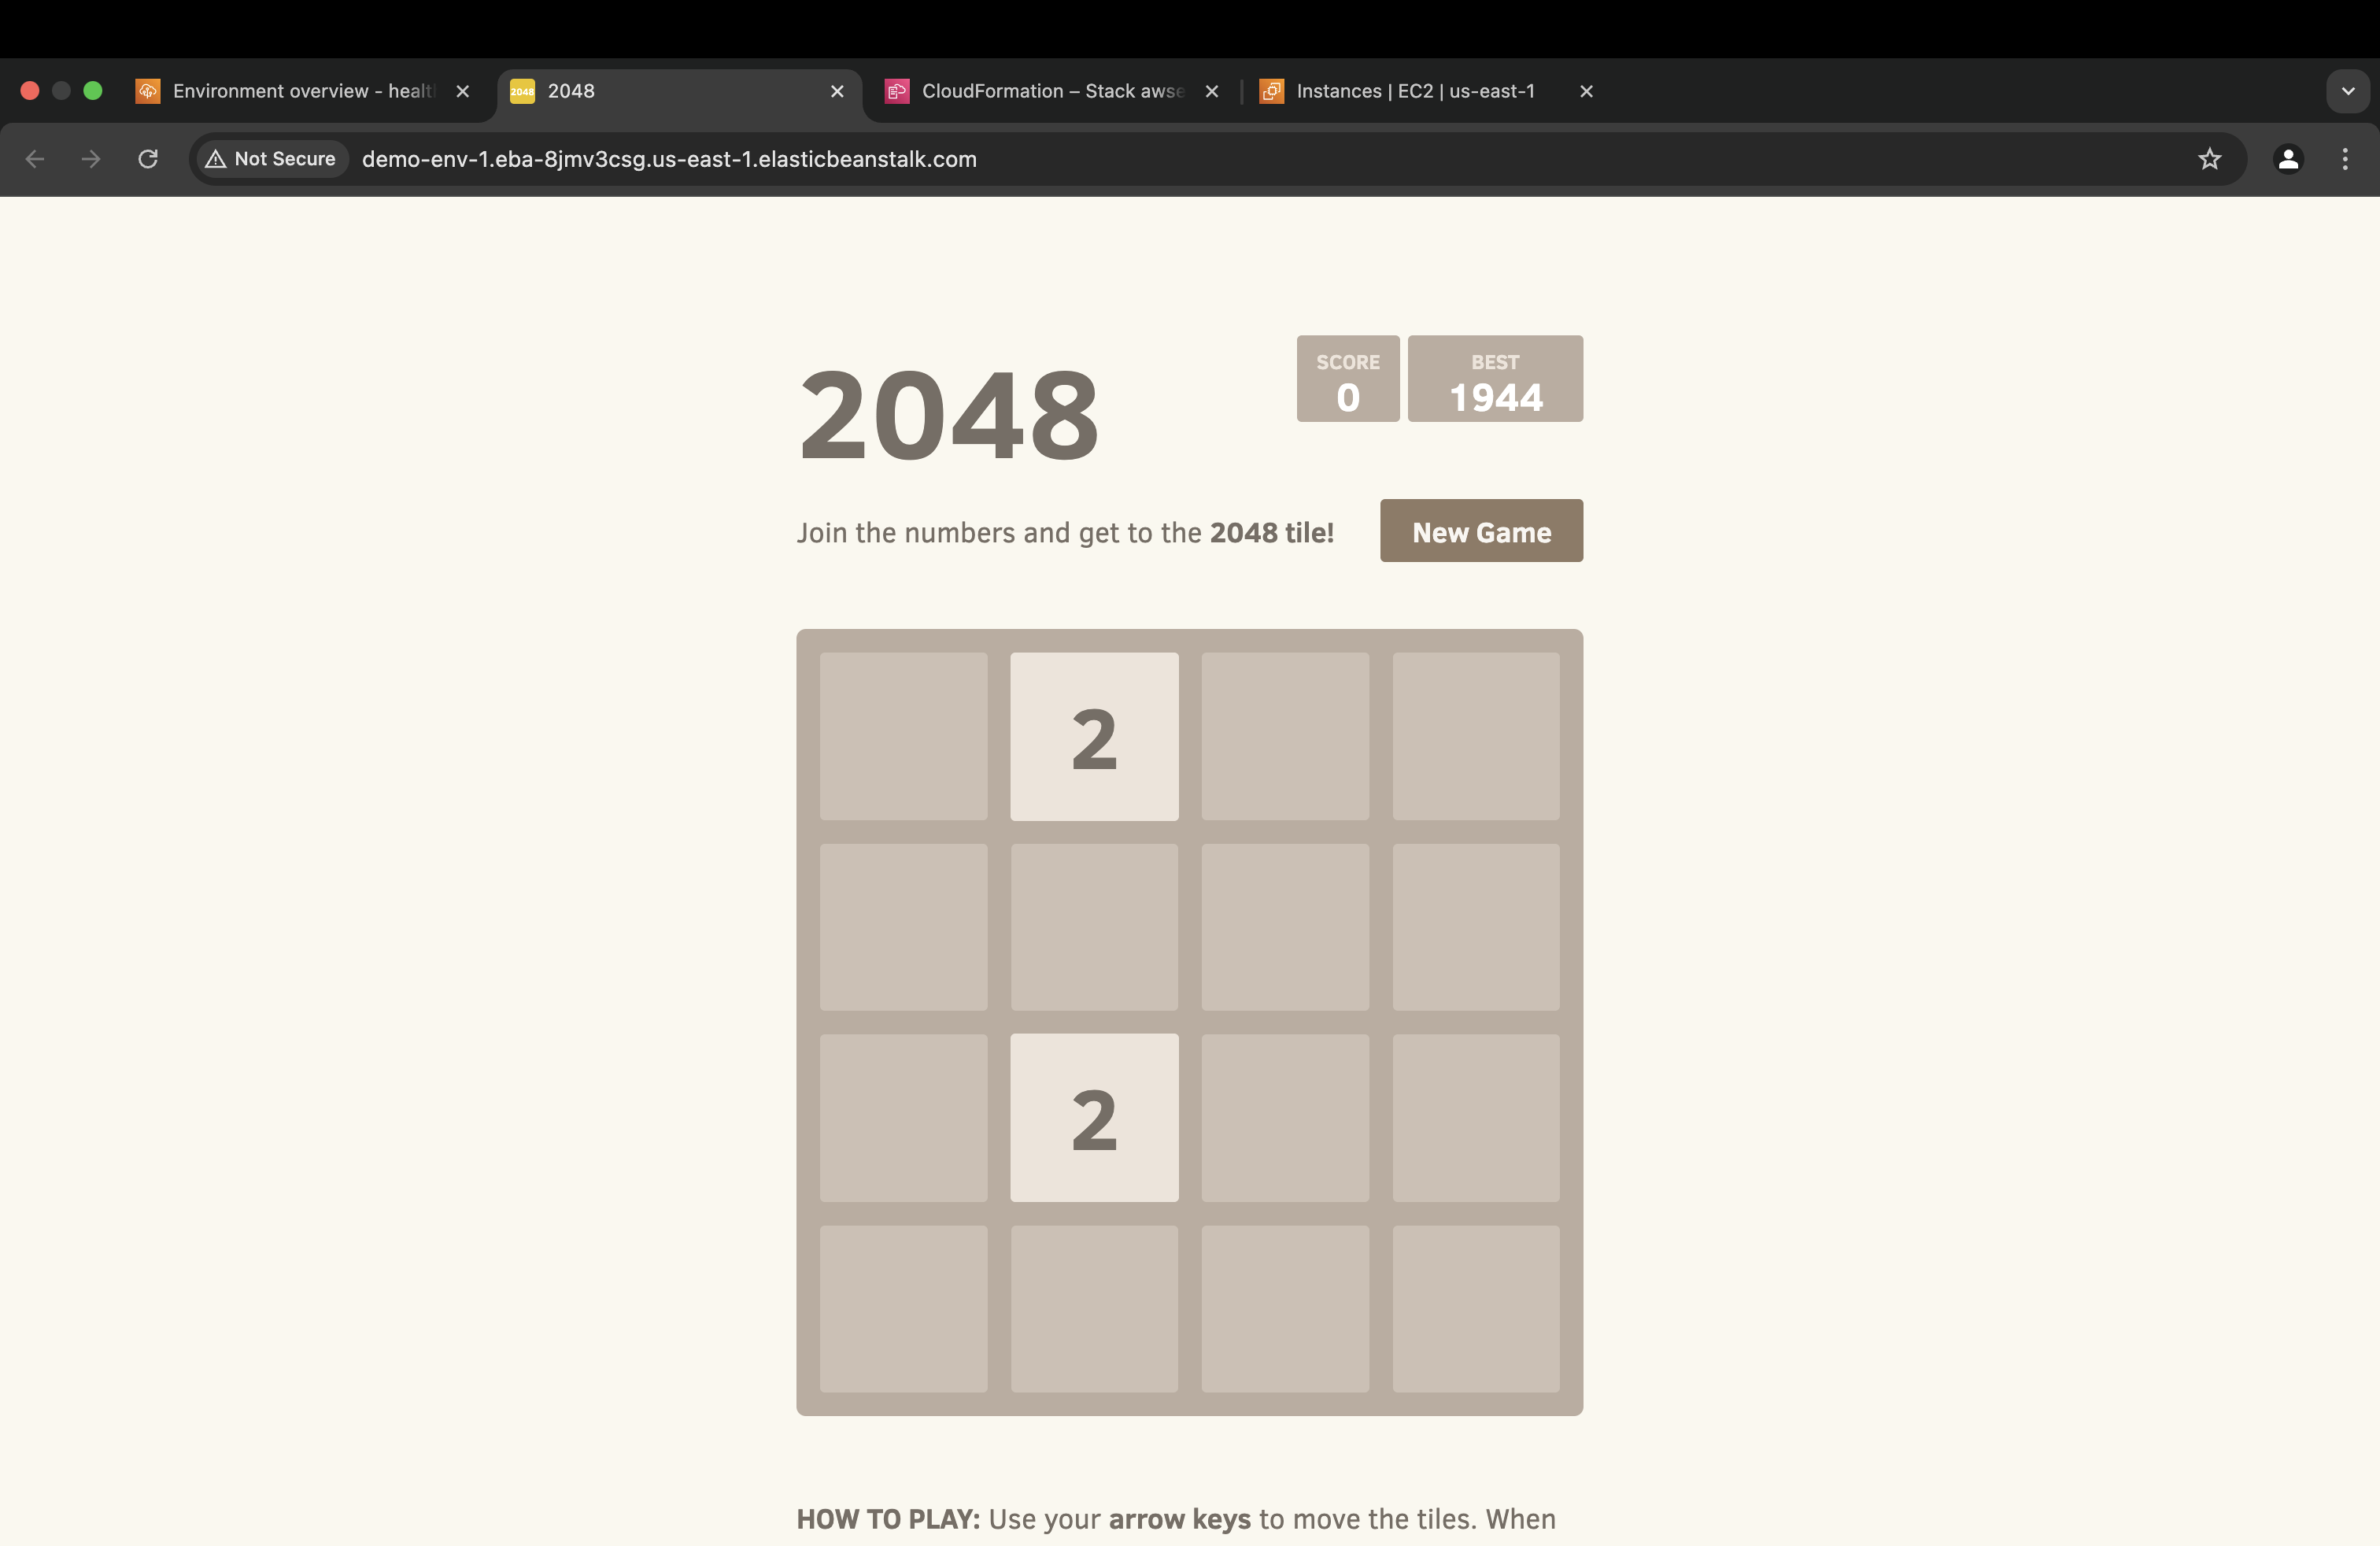 Environment overview - healt
2048
2048
CloudFormation – Stack awse
Instances | EC2 | us-east-1
Not Secure
demo-env-1.eba-8jmv3csg.us-east-1.elasticbeanstalk.com
2048
SCORE
0
BEST
1944
Join the numbers and get to the 2048 tile!
New Game
2
2
HOW TO PLAY: Use your arrow keys to move the tiles. When